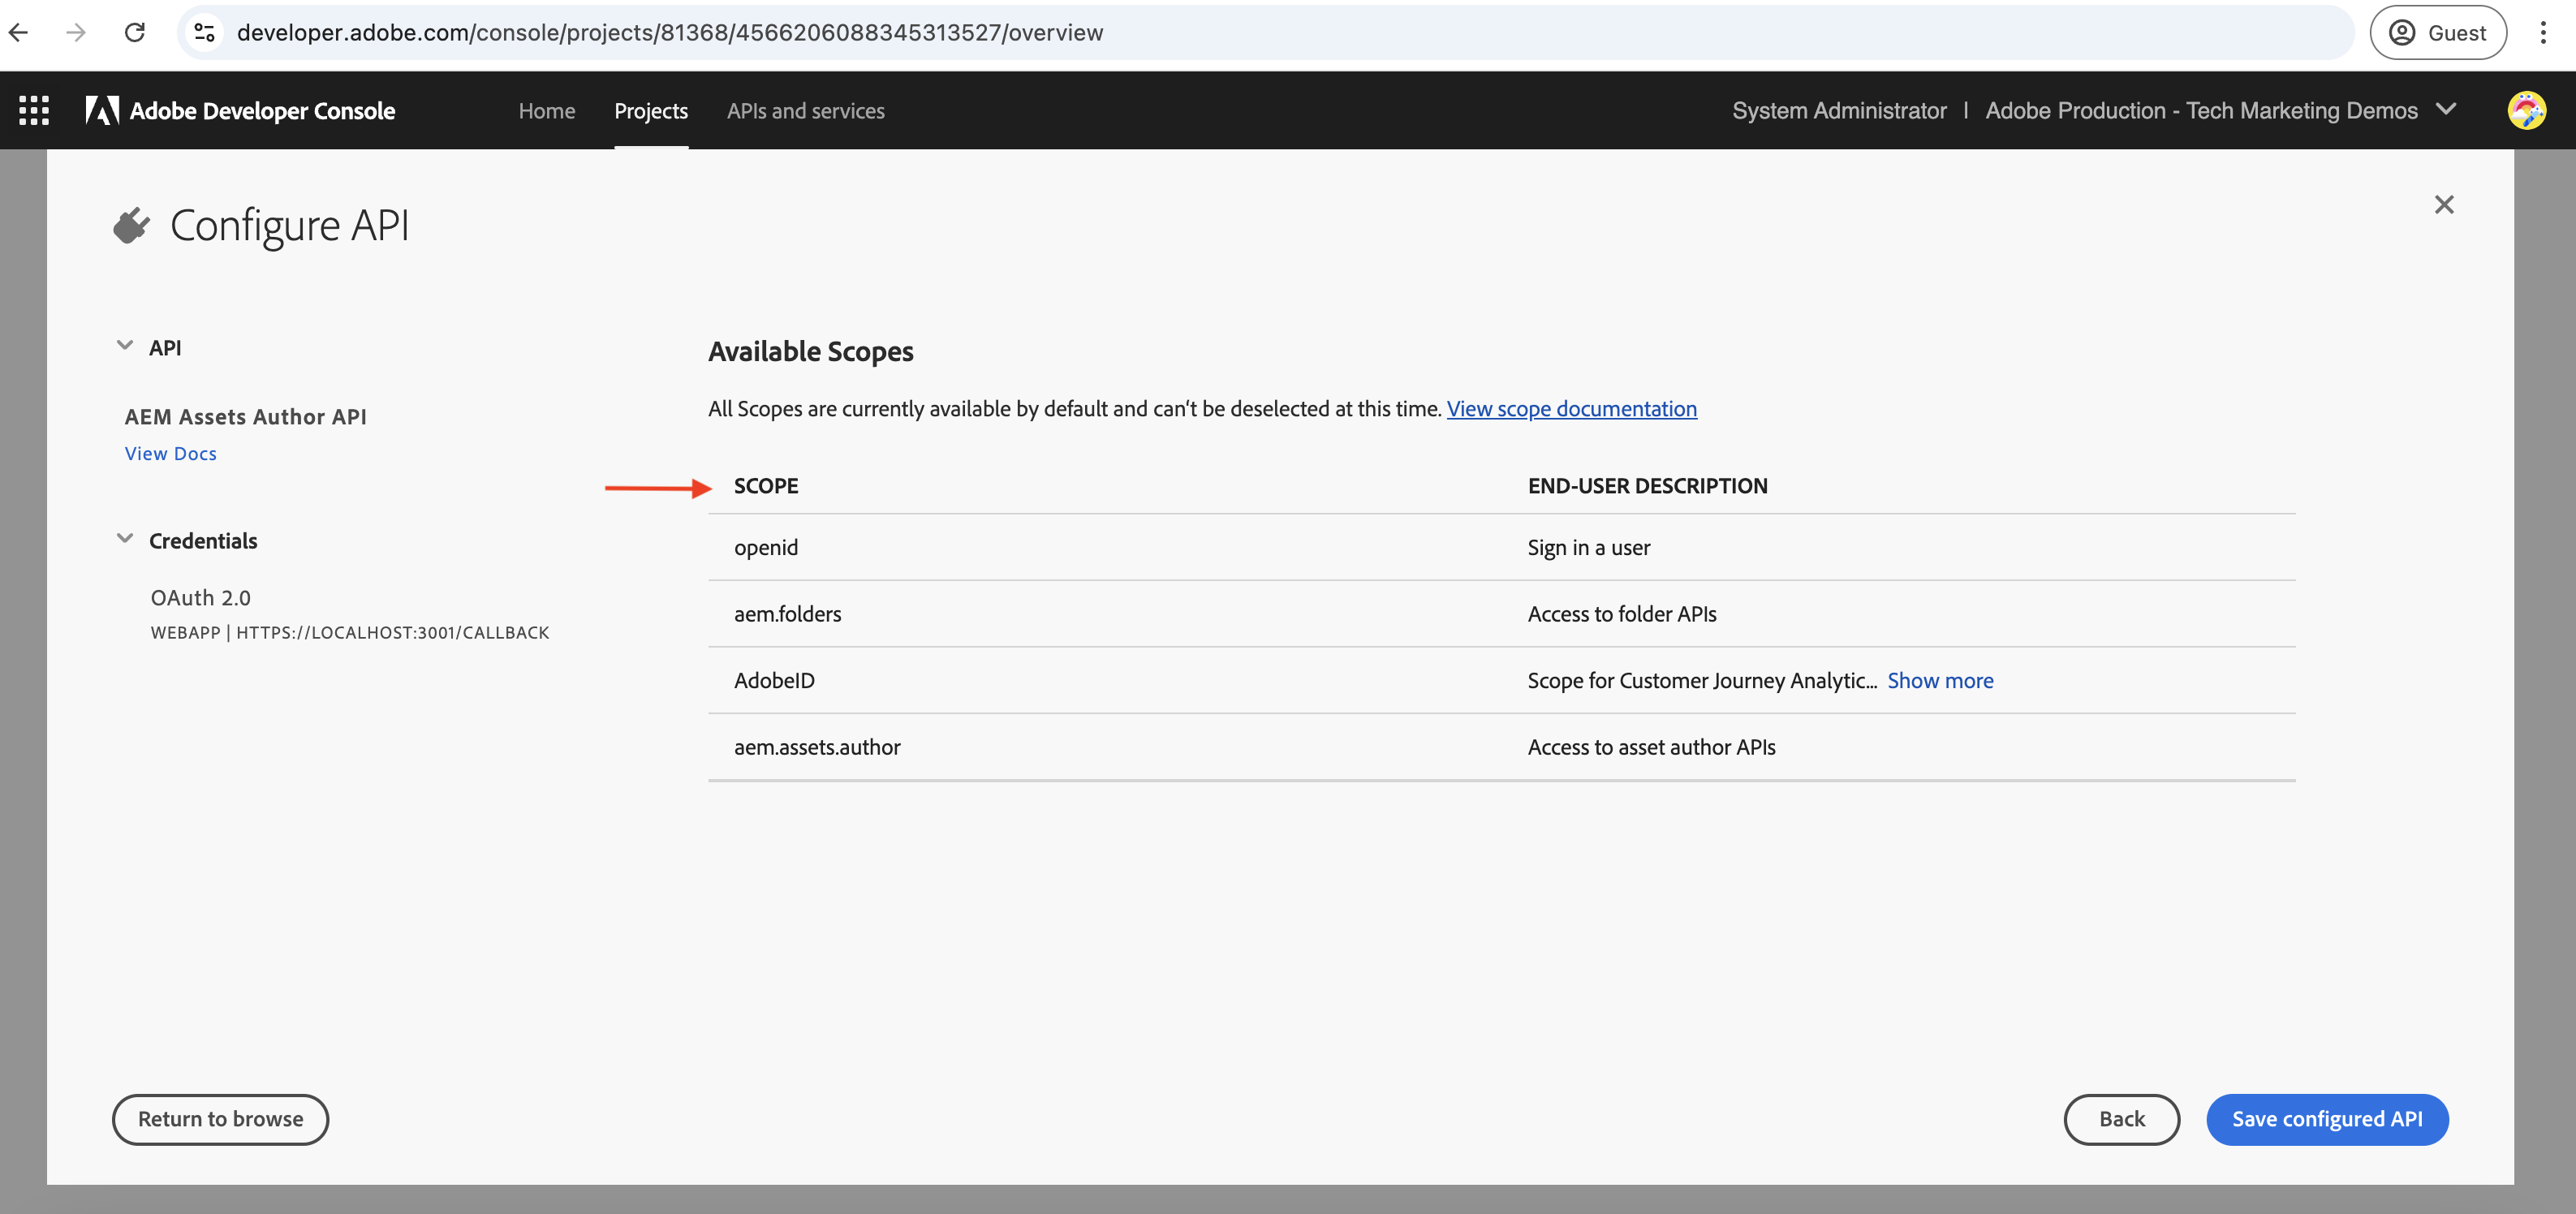 developer.adobe.com/console/projects/81368/4566206088345313527/overview
Guest
Adobe Developer Console
Home
Projects
APIs and services
System Administrator | Adobe Production - Tech Marketing Demos
Configure API
API
AEM Assets Author API
View Docs
Credentials
OAuth 2.0
WEBAPP | HTTPS://LOCALHOST:3001/CALLBACK
Available Scopes
All Scopes are currently available by default and can't be deselected at this time. View scope documentation
SCOPE END-USER DESCRIPTION
openid Sign in a user
aem.folders Access to folder APIs
AdobeID Scope for Customer Journey Analytic... Show more
aem.assets.author Access to asset author APIs
Return to browse
Back
Save configured API